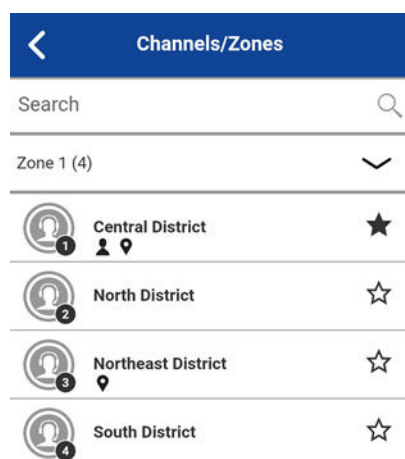 Channels/Zones
Search
Zone 1 (4)
1
Central District
2
North District
3
Northeast District
4
South District